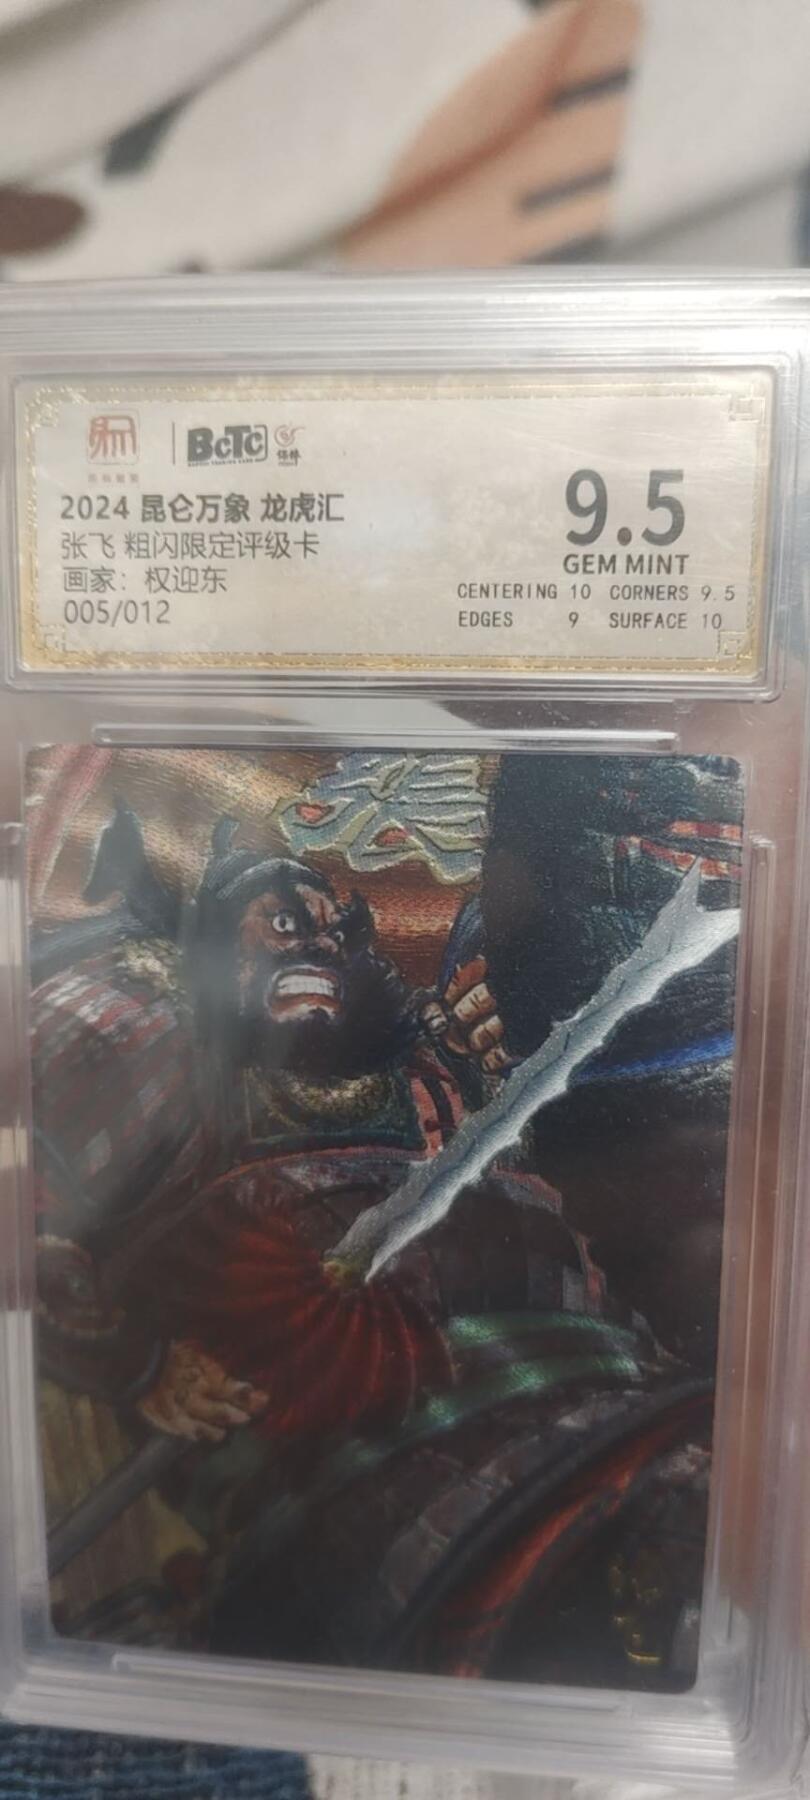 BCTC 保粹
2024 昆仑万象 龙虎汇
张飞 粗闪限定评级卡
画家：权迎东
005/012
9.5
GEM MINT
CENTERING 10 CORNERS 9.5
EDGES 9 SURFACE 10